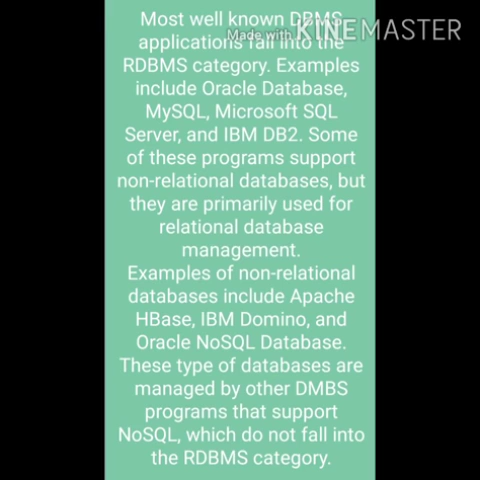 Most well known DBMS
Made with KINEMASTER
applications fall into the
RDBMS category. Examples
include Oracle Database,
MySQL, Microsoft SQL
Server, and IBM DB2. Some
of these programs support
non-relational databases, but
they are primarily used for
relational database
management.
Examples of non-relational
databases include Apache
HBase, IBM Domino, and
Oracle NoSQL Database.
These type of databases are
managed by other DMBS
programs that support
NoSQL, which do not fall into
the RDBMS category.